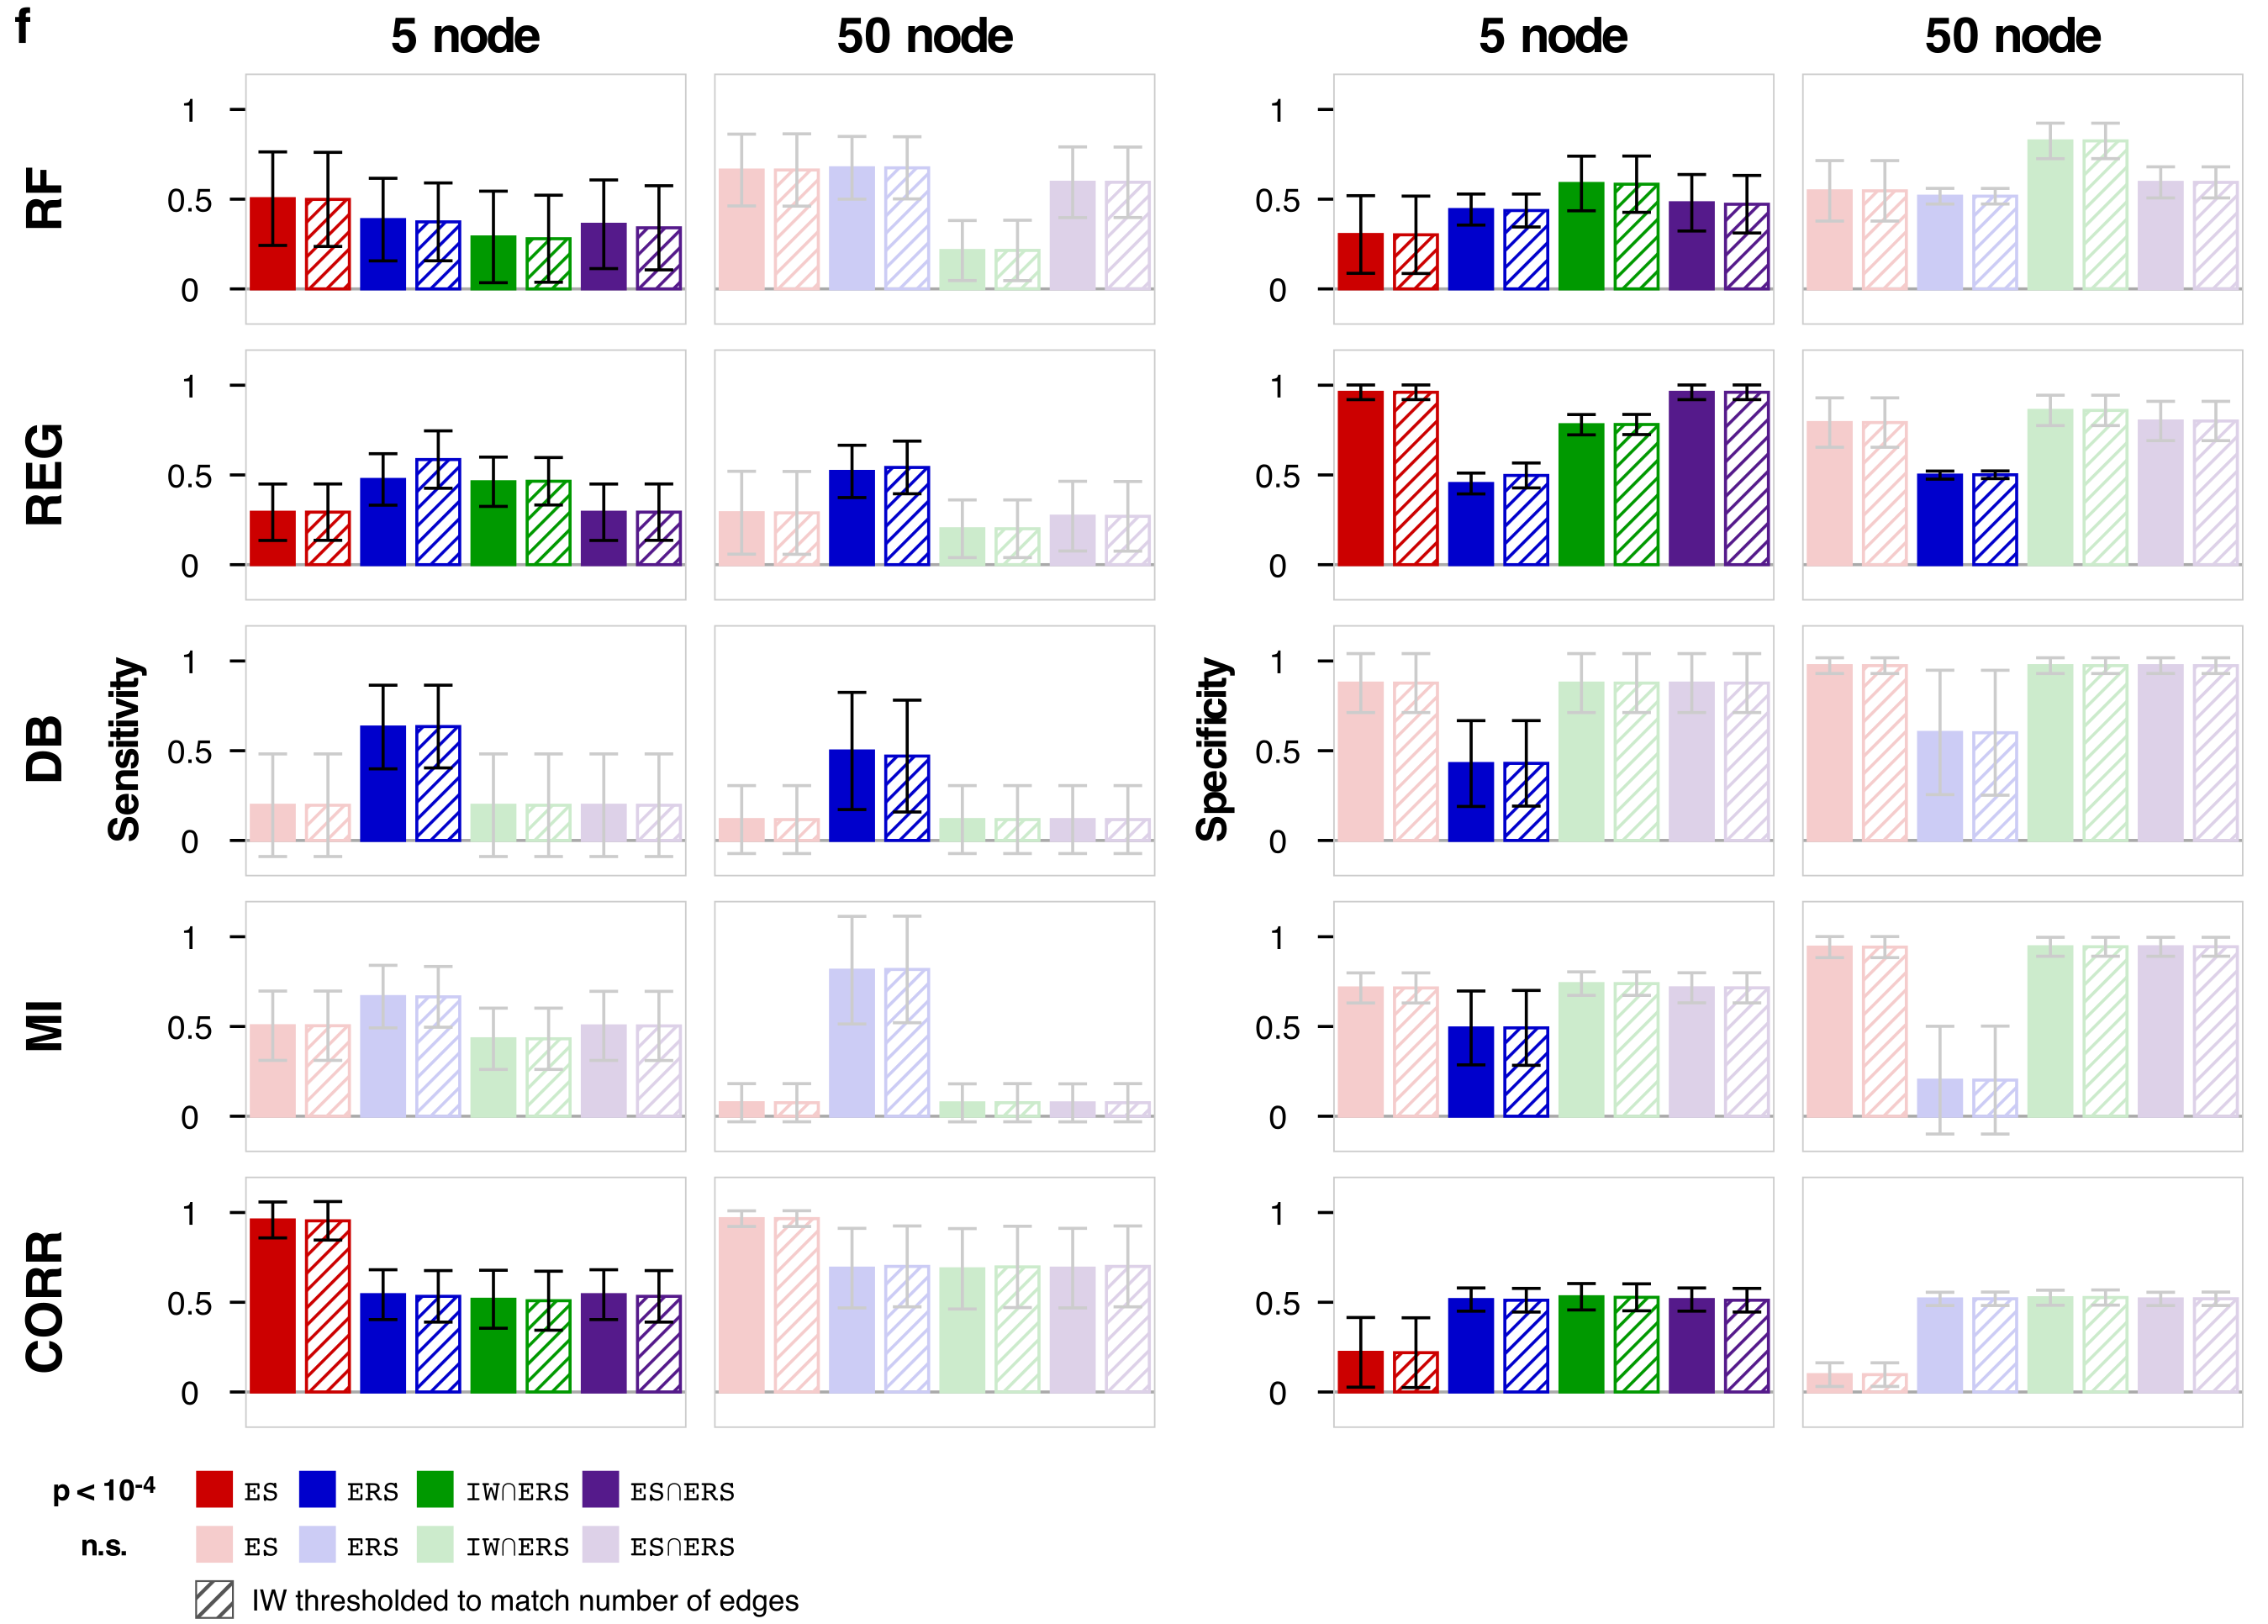 f
5 node
50 node
5 node
50 node
RF
1
0.5
0
1
0.5
0
REG
1
0.5
0
1
0.5
0
DB
Sensitivity
1
0.5
0
Specificity
1
0.5
0
MI
1
0.5
0
1
0.5
0
CORR
1
0.5
0
1
0.5
0
p < 10-4 ES ERS IW∩ERS ES∩ERS
n.s. ES ERS IW∩ERS ES∩ERS
IW thresholded to match number of edges